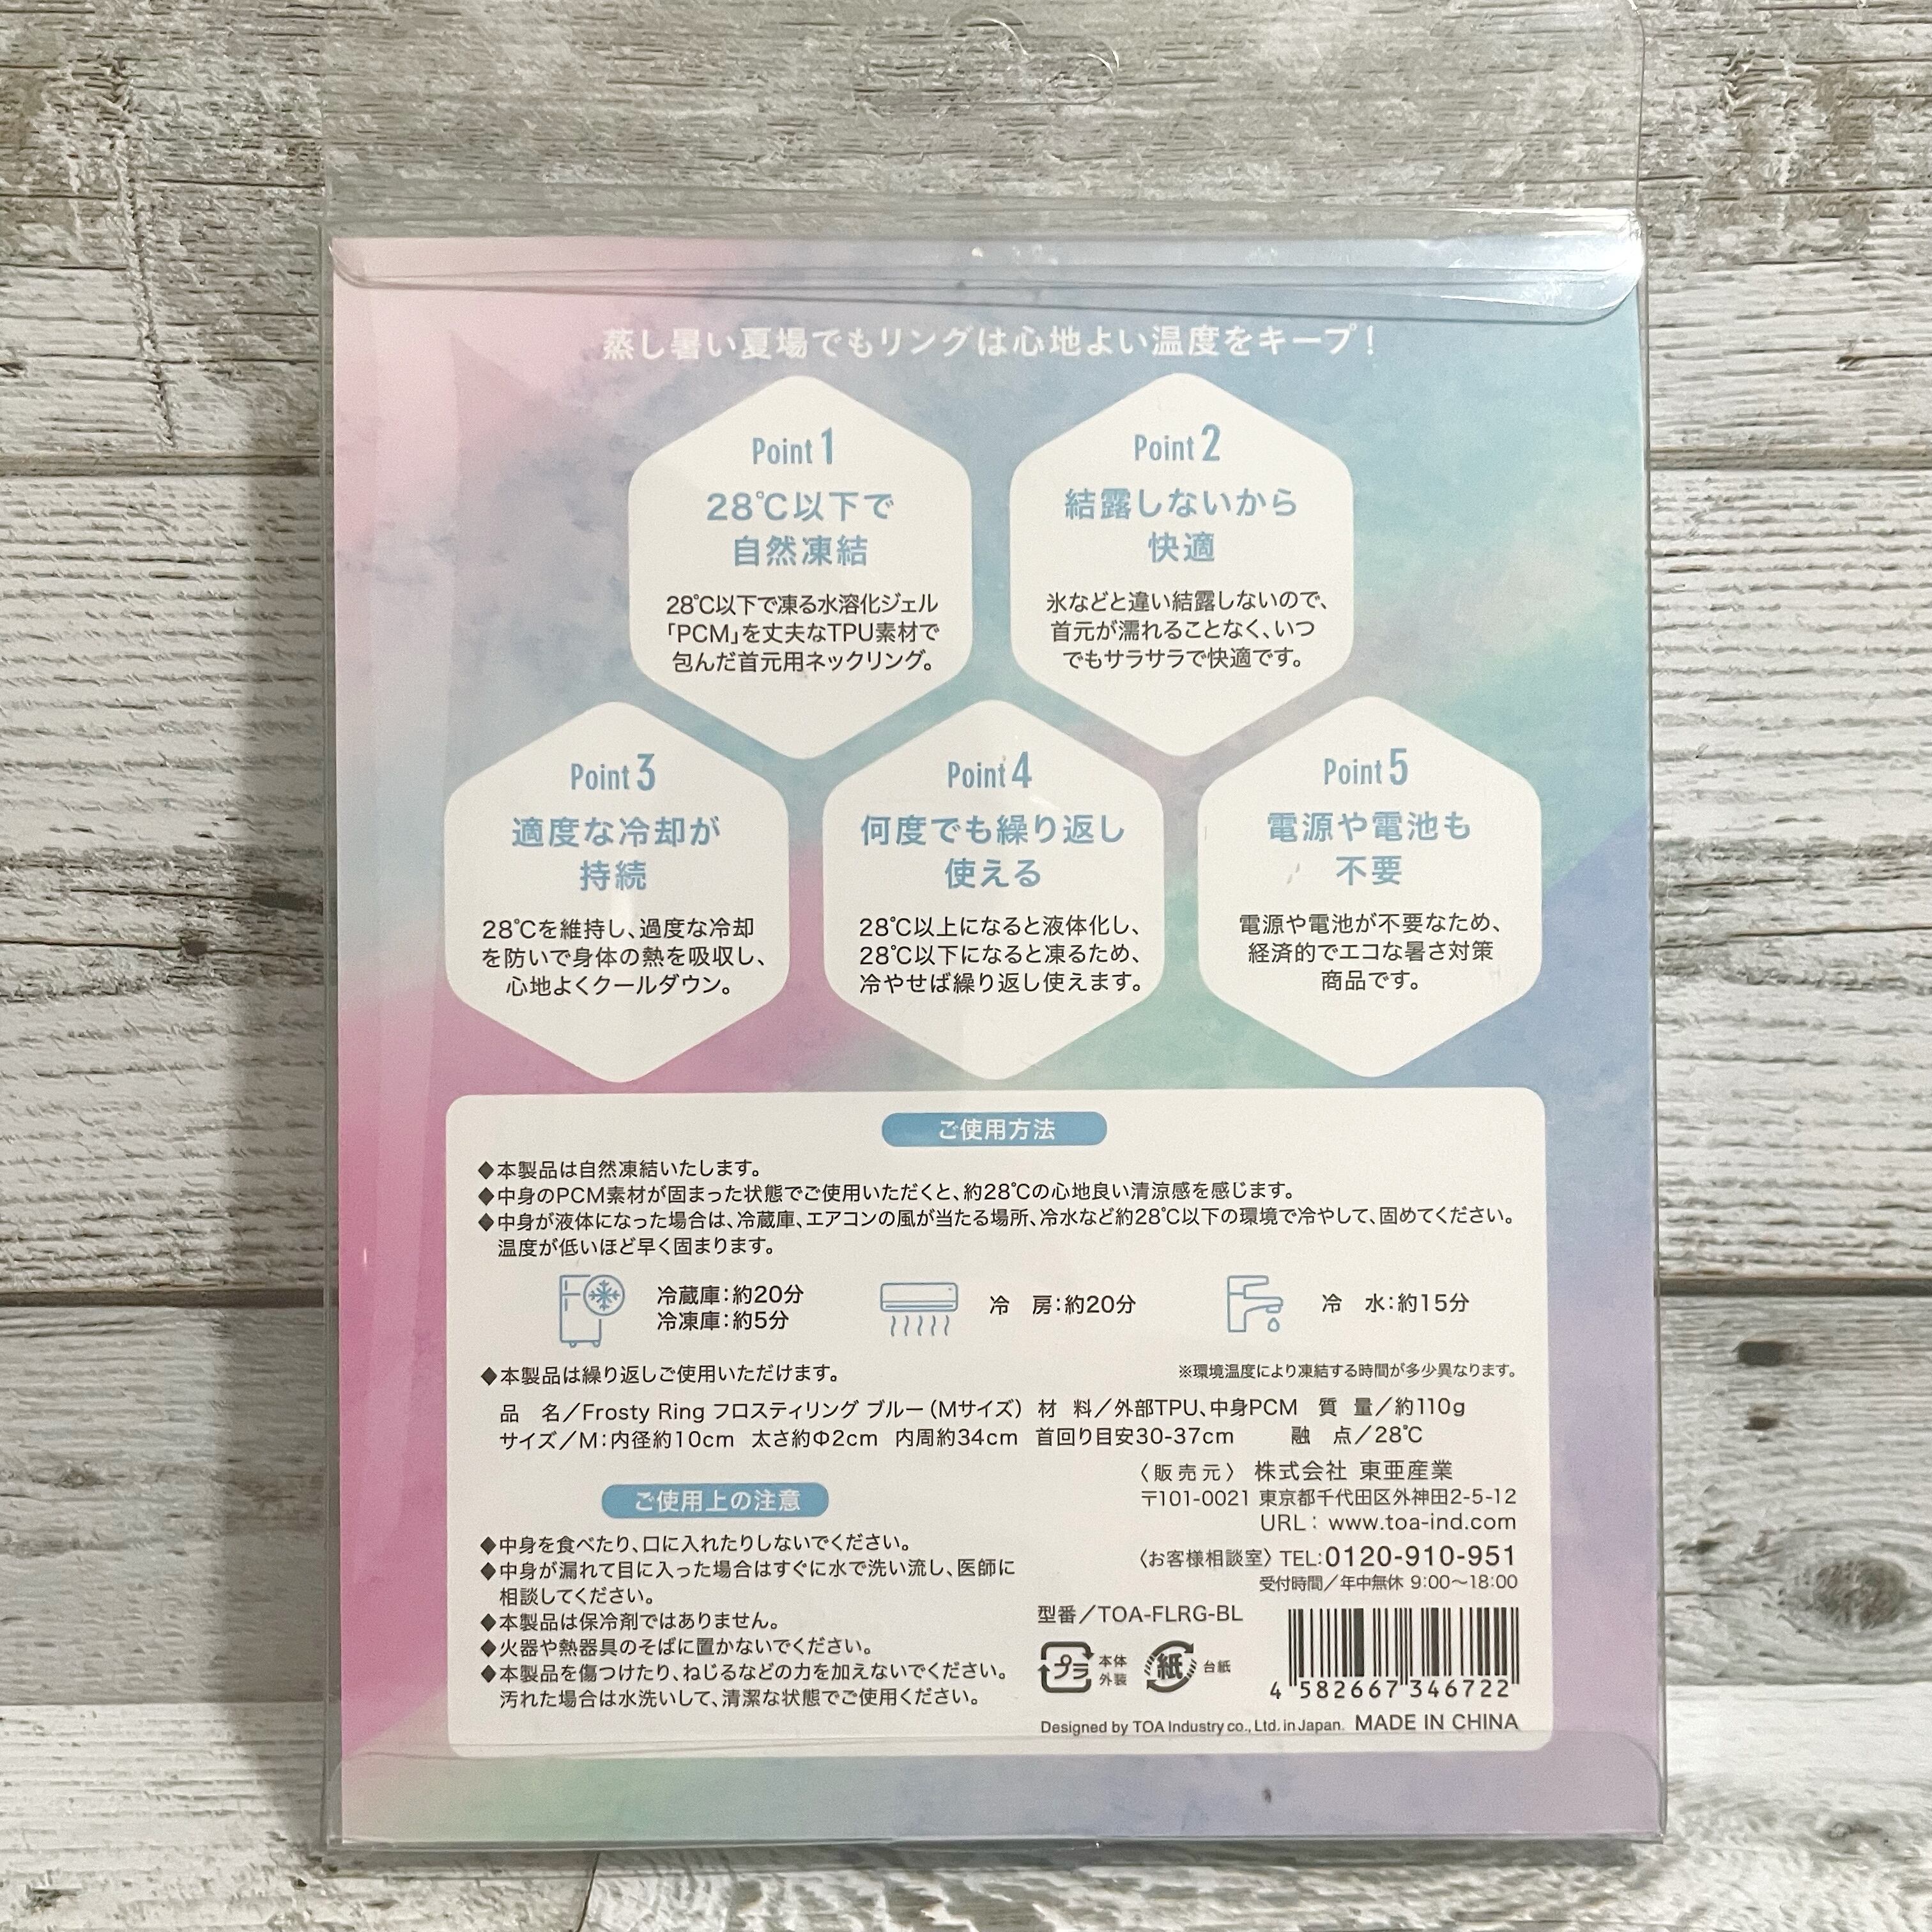 蒸し暑い夏場でもリングは心地よい温度をキープ！
Point 1
28℃以下で
自然凍結
28℃以下で凍る水溶化ジェル
「PCM」を丈夫なTPU素材で
包んだ首元用ネックリング。
Point 2
結露しないから
快適
氷などと違い結露しないので、
首元が濡れることなく、いつ
でもサラサラで快適です。
Point 3
適度な冷却が
持続
28℃を維持し、過度な冷却
を防いで身体の熱を吸収し、
心地よくクールダウン。
Point 4
何度でも繰り返し
使える
28℃以上になると液体化し、
28℃以下になると凍るため、
冷やせば繰り返し使えます。
Point 5
電源や電池も
不要
電源や電池が不要なため、
経済的でエコな暑さ対策
商品です。
ご使用方法
◆本製品は自然凍結いたします。
◆中身のPCM素材が固まった状態でご使用いただくと、約28℃の心地良い清涼感を感じます。
◆中身が液体になった場合は、冷蔵庫、エアコンの風が当たる場所、冷水など約28℃以下の環境で冷やして、固めてください。
温度が低いほど早く固まります。
冷蔵庫：約20分
冷凍庫：約5分
冷　房：約20分
冷　水：約15分
◆本製品は繰り返しご使用いただけます。
※環境温度により凍結する時間が多少異なります。
品　名／Frosty Ring フロスティリング ブルー（Mサイズ） 材　料／外部TPU、中身PCM　質　量／約110g
サイズ／M：内径約10cm　太さ約Φ2cm　内周約34cm　首回り目安30-37cm　融　点／28℃
〈販売元〉 株式会社 東亜産業
〒101-0021 東京都千代田区外神田2-5-12
URL： www.toa-ind.com
〈お客様相談室〉 TEL:0120-910-951
受付時間／年中無休 9:00〜18:00
ご使用上の注意
◆中身を食べたり、口に入れたりしないでください。
◆中身が漏れて目に入った場合はすぐに水で洗い流し、医師に
相談してください。
◆本製品は保冷剤ではありません。
◆火器や熱器具のそばに置かないでください。
◆本製品を傷つけたり、ねじるなどの力を加えないでください。
汚れた場合は水洗いして、清潔な状態でご使用ください。
型番／TOA-FLRG-BL
プラ 本体
外装
紙 台紙
4 582667 346722
Designed by TOA Industry co., Ltd. in Japan. MADE IN CHINA